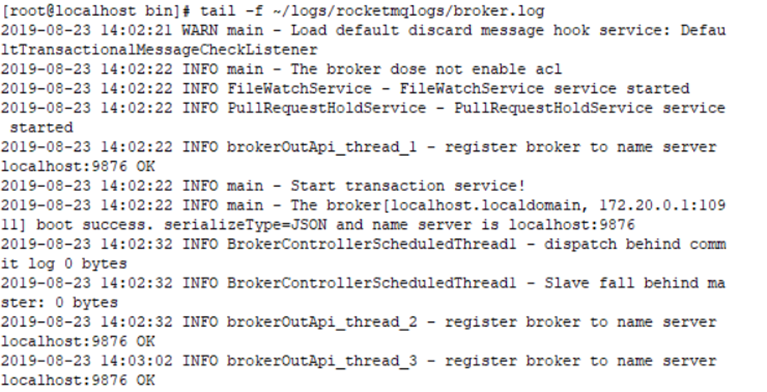 [root@localhost bin]# tail -f ~/logs/rocketmqlogs/broker.log
2019-08-23 14:02:21 WARN main - Load default discard message hook service: Defau
ltTransactionalMessageCheckListener
2019-08-23 14:02:22 INFO main - The broker dose not enable acl
2019-08-23 14:02:22 INFO FileWatchService - FileWatchService service started
2019-08-23 14:02:22 INFO PullRequestHoldService - PullRequestHoldService service
 started
2019-08-23 14:02:22 INFO brokerOutApi_thread_1 - register broker to name server
localhost:9876 OK
2019-08-23 14:02:22 INFO main - Start transaction service!
2019-08-23 14:02:22 INFO main - The broker[localhost.localdomain, 172.20.0.1:109
11] boot success. serializeType=JSON and name server is localhost:9876
2019-08-23 14:02:32 INFO BrokerControllerScheduledThread1 - dispatch behind comm
it log 0 bytes
2019-08-23 14:02:32 INFO BrokerControllerScheduledThread1 - Slave fall behind ma
ster: 0 bytes
2019-08-23 14:02:32 INFO brokerOutApi_thread_2 - register broker to name server
localhost:9876 OK
2019-08-23 14:03:02 INFO brokerOutApi_thread_3 - register broker to name server
localhost:9876 OK